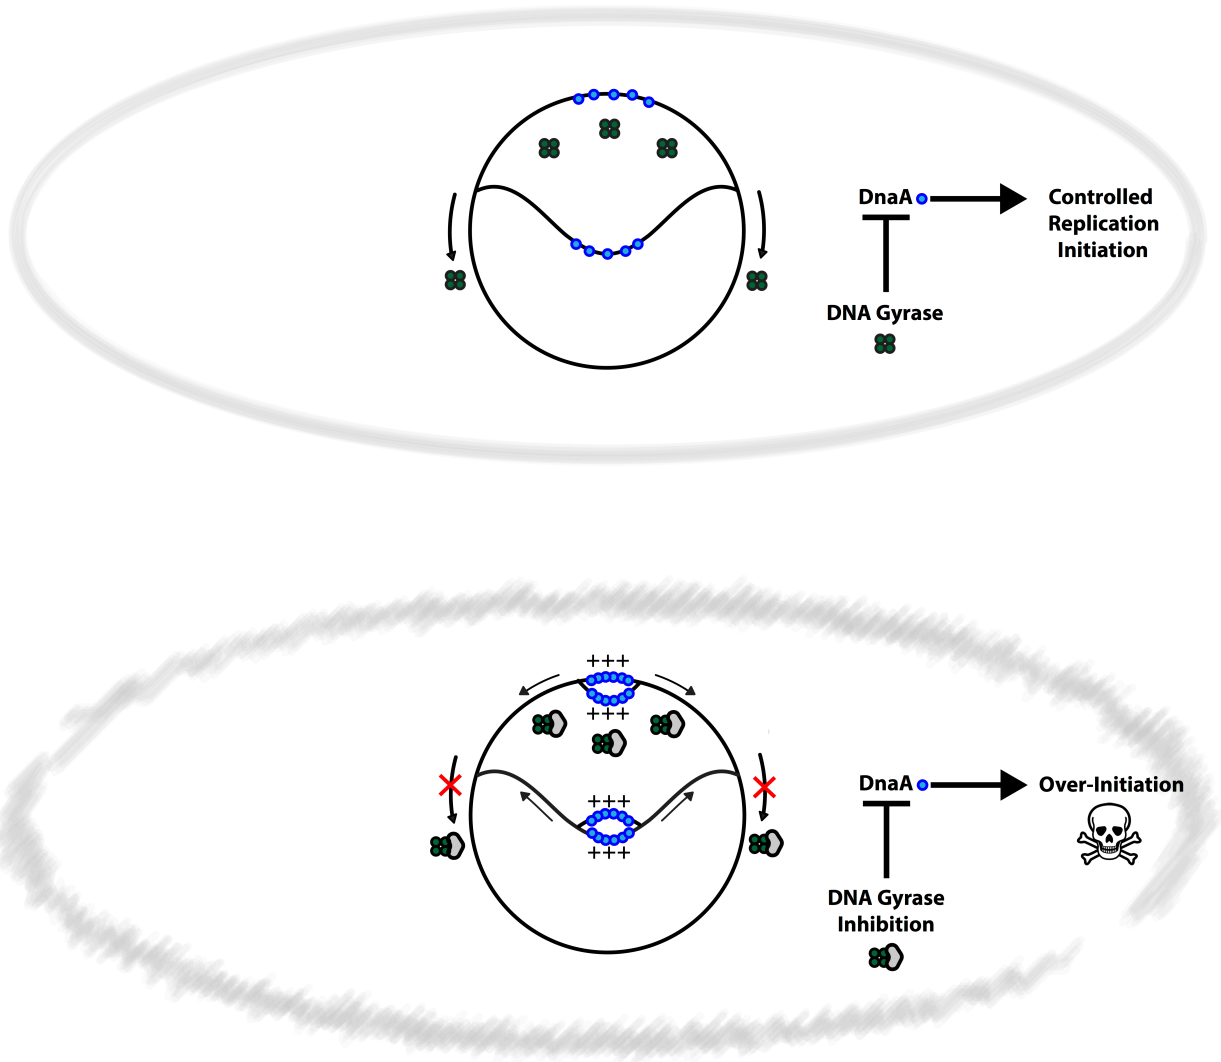 DnaA
Controlled
Replication
Initiation
DNA Gyrase
+++
+++
+++
+++
DnaA
Over-Initiation
DNA Gyrase
Inhibition